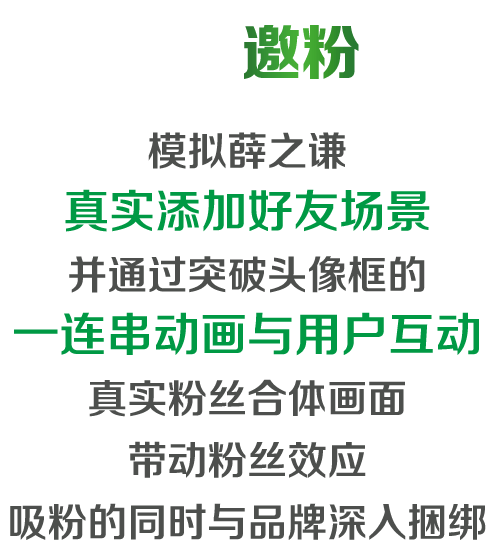 邀粉
模拟薛之谦
真实添加好友场景
并通过突破头像框的
一连串动画与用户互动
真实粉丝合体画面
带动粉丝效应
吸粉的同时与品牌深入捆绑